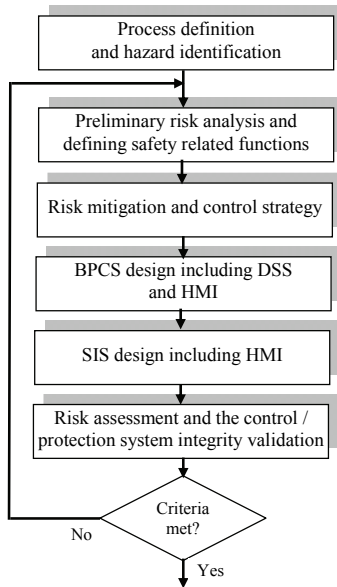 Process definition
and hazard identification
Preliminary risk analysis and
defining safety related functions
Risk mitigation and control strategy
BPCS design including DSS
and HMI
SIS design including HMI
Risk assessment and the control /
protection system integrity validation
Criteria
met?
No
Yes